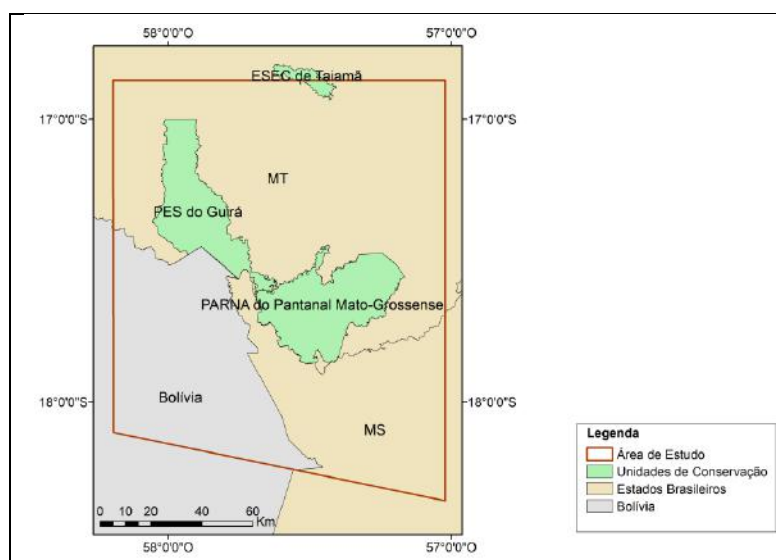 58°0'0"O
57°0'0"O
ESEC de Taiamã
17°0'0"S
17°0'0"S
MT
PES do Guirá
PARNA do Pantanal Mato-Grossense
18°0'0"S
Bolívia
18°0'0"S
MS
Legenda
Área de Estudo
Unidades de Conservação
Estados Brasileiros
Bolívia
0 5 10 20 40 60
Km
58°0'0"O
57°0'0"O